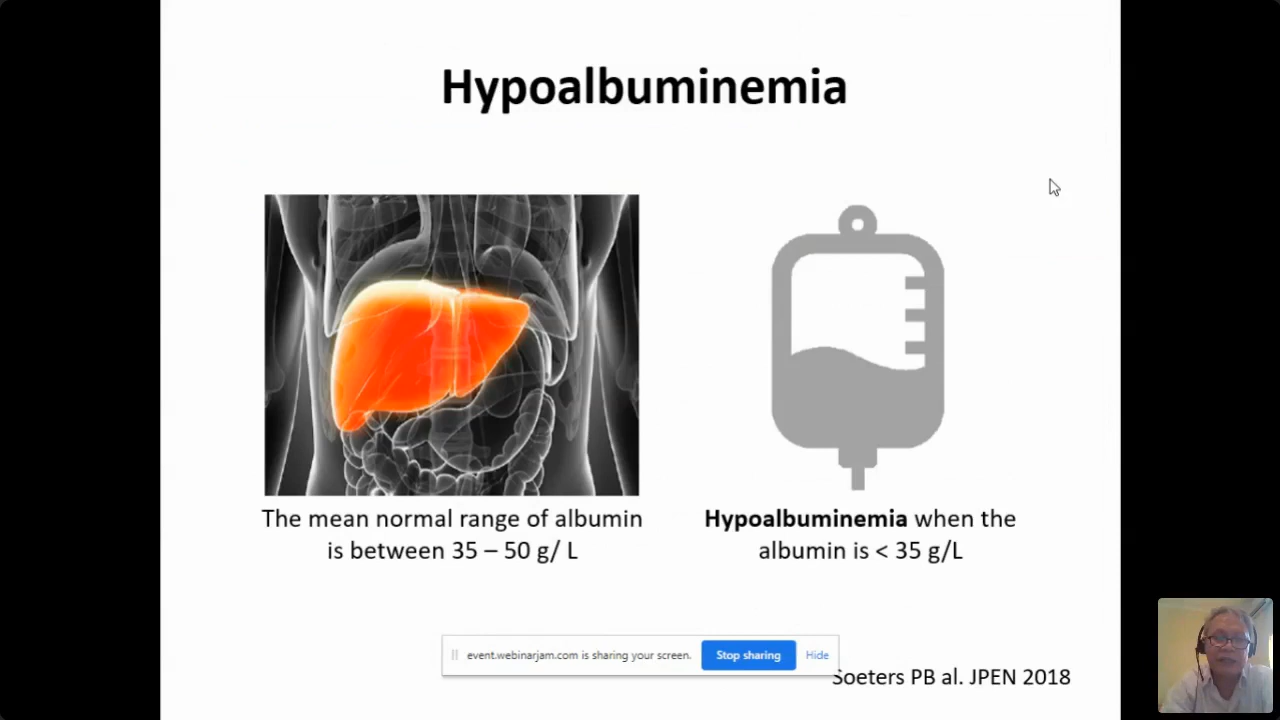 Hypoalbuminemia
The mean normal range of albumin
is between 35 – 50 g/ L
Hypoalbuminemia when the
albumin is < 35 g/L
event.webinarjam.com is sharing your screen.
Stop sharing
Hide
Soeters PB al. JPEN 2018